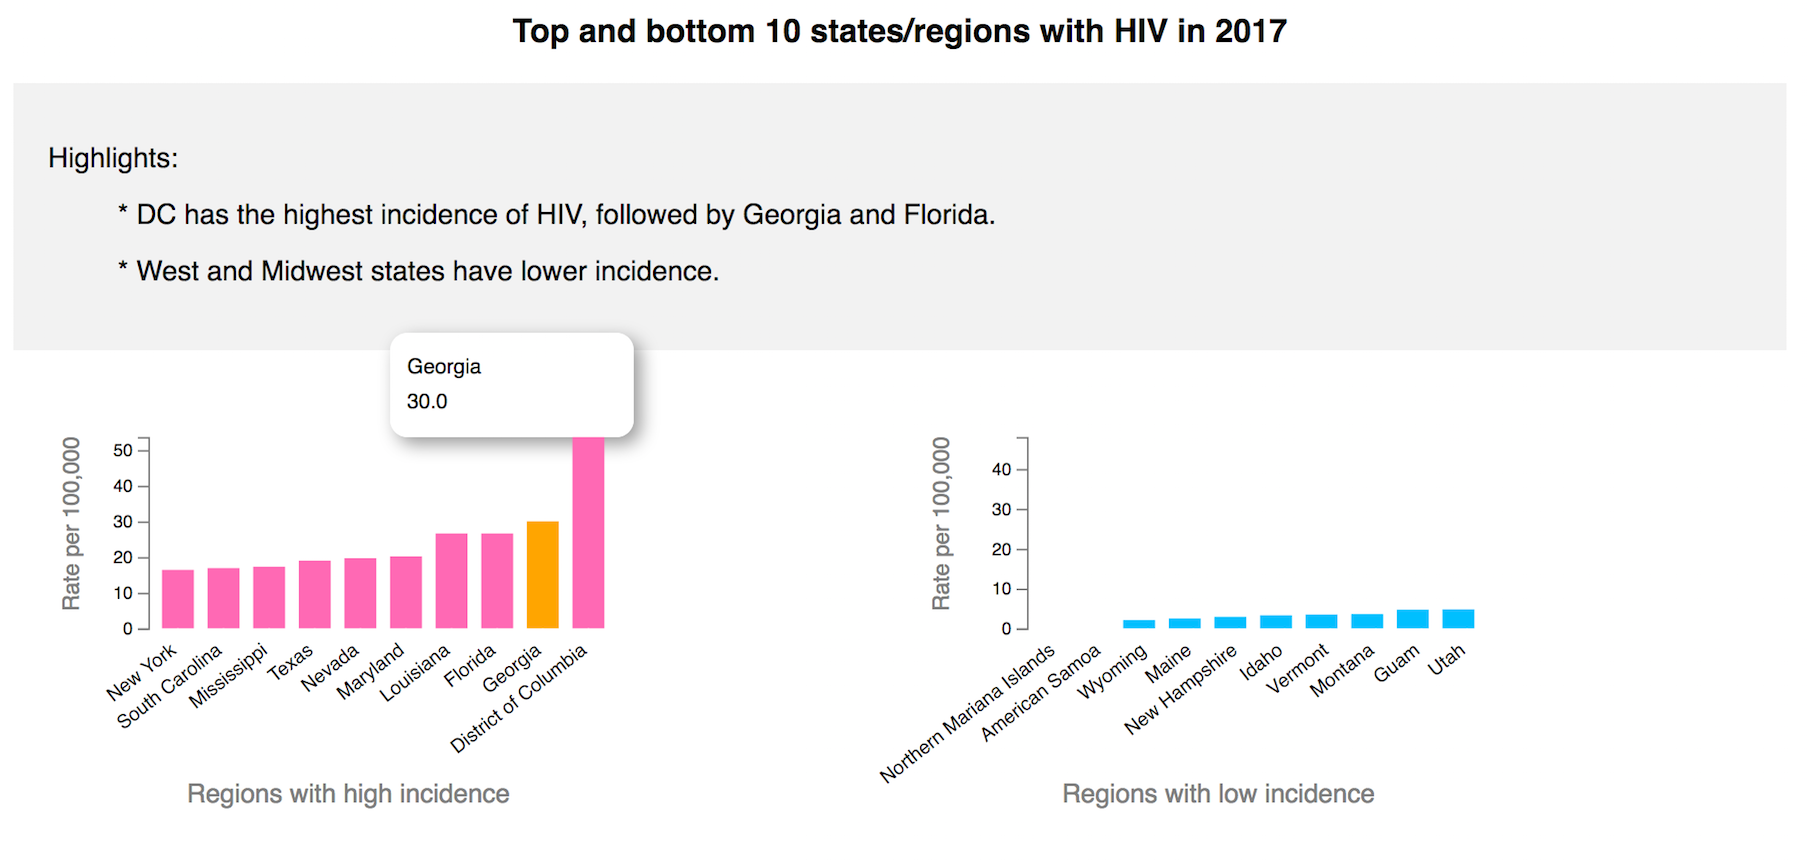 Top and bottom 10 states/regions with HIV in 2017
Highlights:
* DC has the highest incidence of HIV, followed by Georgia and Florida.
* West and Midwest states have lower incidence.
Georgia
30.0
Rate per 100,000
50
40
30
20
10
0
New York
South Carolina
Mississippi
Texas
Nevada
Maryland
Louisiana
Florida
Georgia
District of Columbia
Regions with high incidence
Rate per 100,000
40
30
20
10
0
Northern Mariana Islands
American Samoa
Wyoming
Maine
New Hampshire
Idaho
Vermont
Montana
Guam
Utah
Regions with low incidence